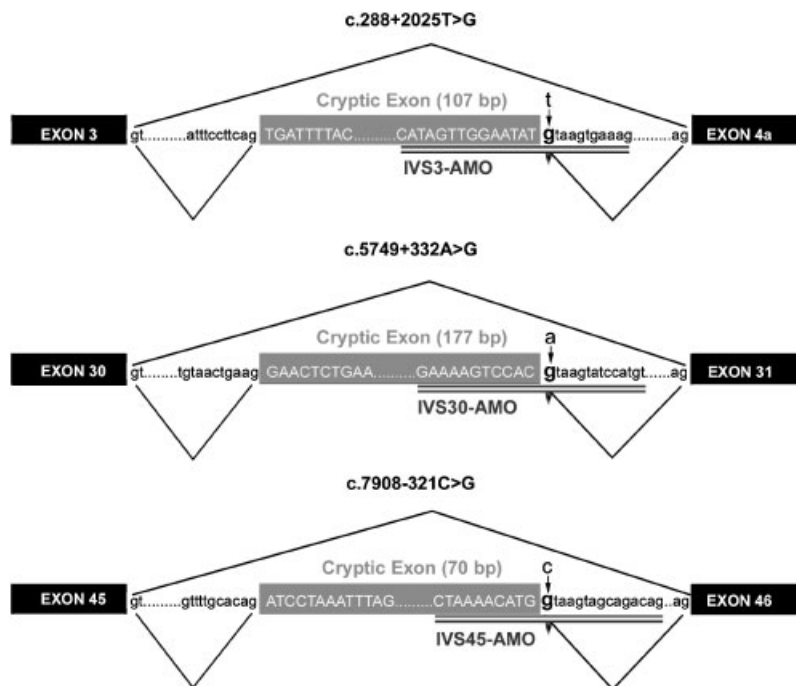 c.288+2025T>G
Cryptic Exon (107 bp)
t
EXON 3 gt..........atttccttcag TGATTTTAC..........CATAGTTGGAATAT gtaagtgaaag.........ag EXON 4a
IVS3-AMO
c.5749+332A>G
Cryptic Exon (177 bp)
a
EXON 30 gt........tgtaactgaag GAACTCTGAA.........GAAAAGTCCAC gtaagtatccatgt......ag EXON 31
IVS30-AMO
c.7908-321C>G
Cryptic Exon (70 bp)
c
EXON 45 gt.........gttttgcacag ATCCTAAATTTAG.........CTAAAACATG gtaagtagcagacag..ag EXON 46
IVS45-AMO